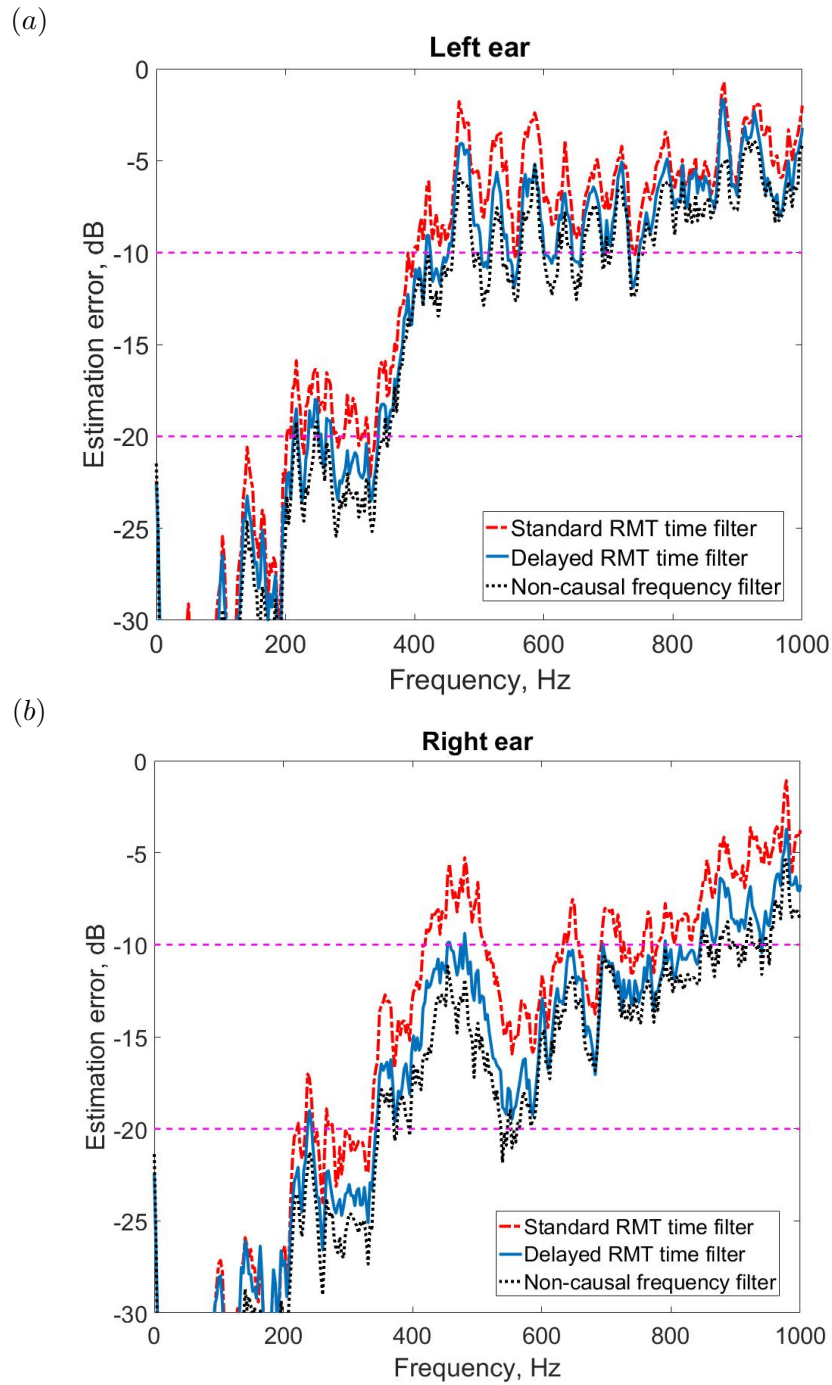 (a)
Left ear
0
-5
-10
-15
-20
-25
-30
Estimation error, dB
Standard RMT time filter
Delayed RMT time filter
Non-causal frequency filter
0 200 400 600 800 1000
Frequency, Hz
(b)
Right ear
0
-5
-10
-15
-20
-25
-30
Estimation error, dB
Standard RMT time filter
Delayed RMT time filter
Non-causal frequency filter
0 200 400 600 800 1000
Frequency, Hz